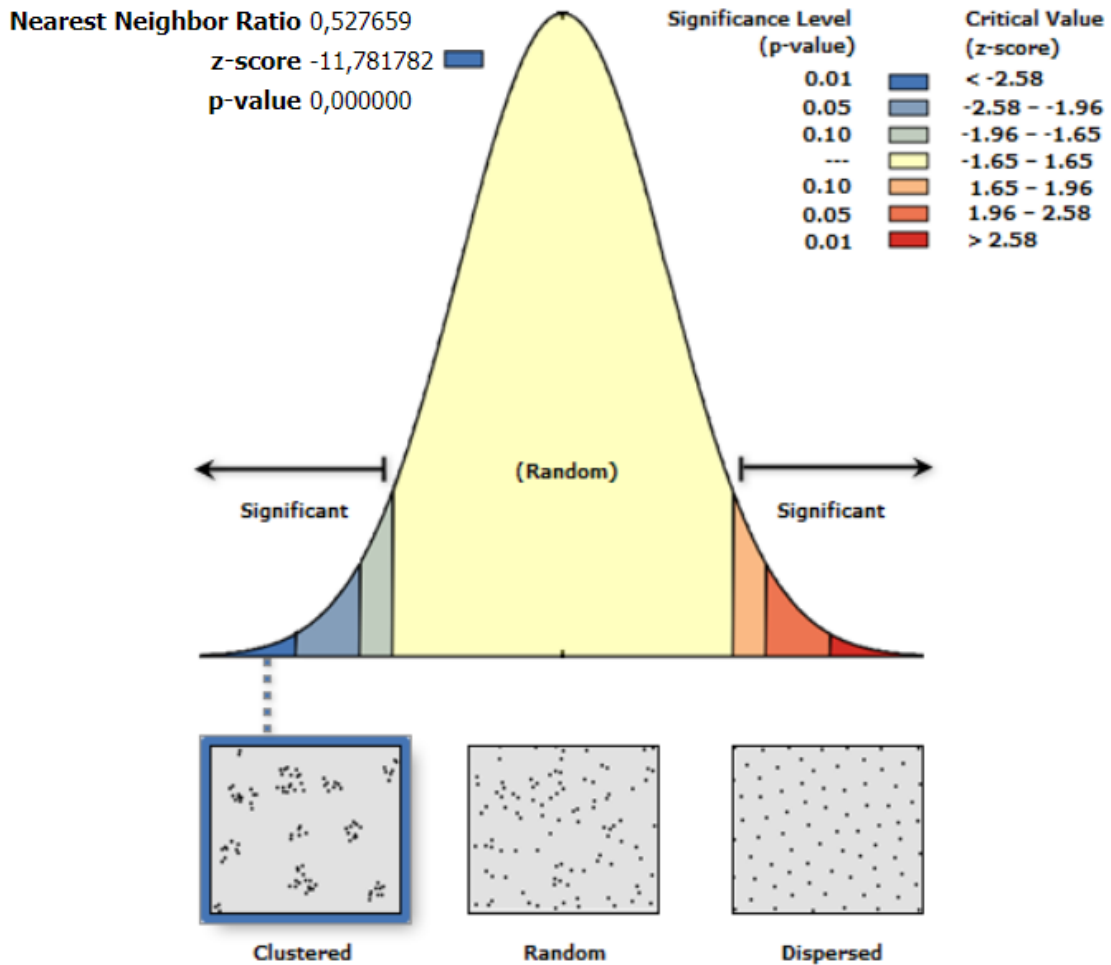 Nearest Neighbor Ratio 0,527659
z-score -11,781782
p-value 0,000000
Significance Level
(p-value)
Critical Value
(z-score)
0.01 < -2.58
0.05 -2.58 – -1.96
0.10 -1.96 – -1.65
--- -1.65 – 1.65
0.10 1.65 – 1.96
0.05 1.96 – 2.58
0.01 > 2.58
(Random)
Significant
Significant
Clustered
Random
Dispersed